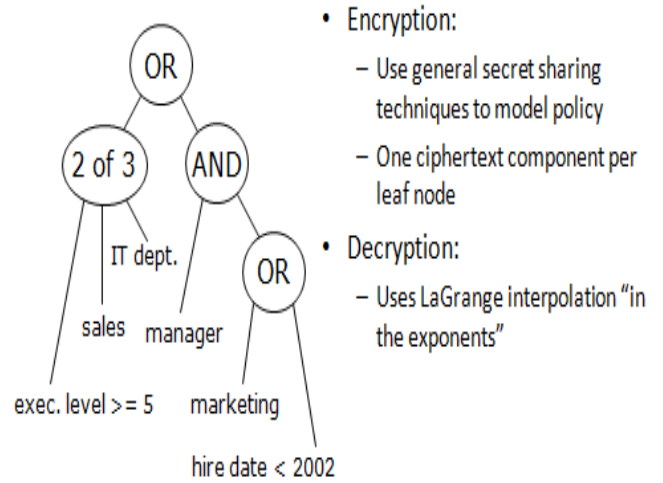 OR
2 of 3
AND
IT dept.
OR
sales
manager
exec. level >= 5
marketing
hire date < 2002
• Encryption:
– Use general secret sharing
techniques to model policy
– One ciphertext component per
leaf node
• Decryption:
– Uses LaGrange interpolation “in
the exponents”